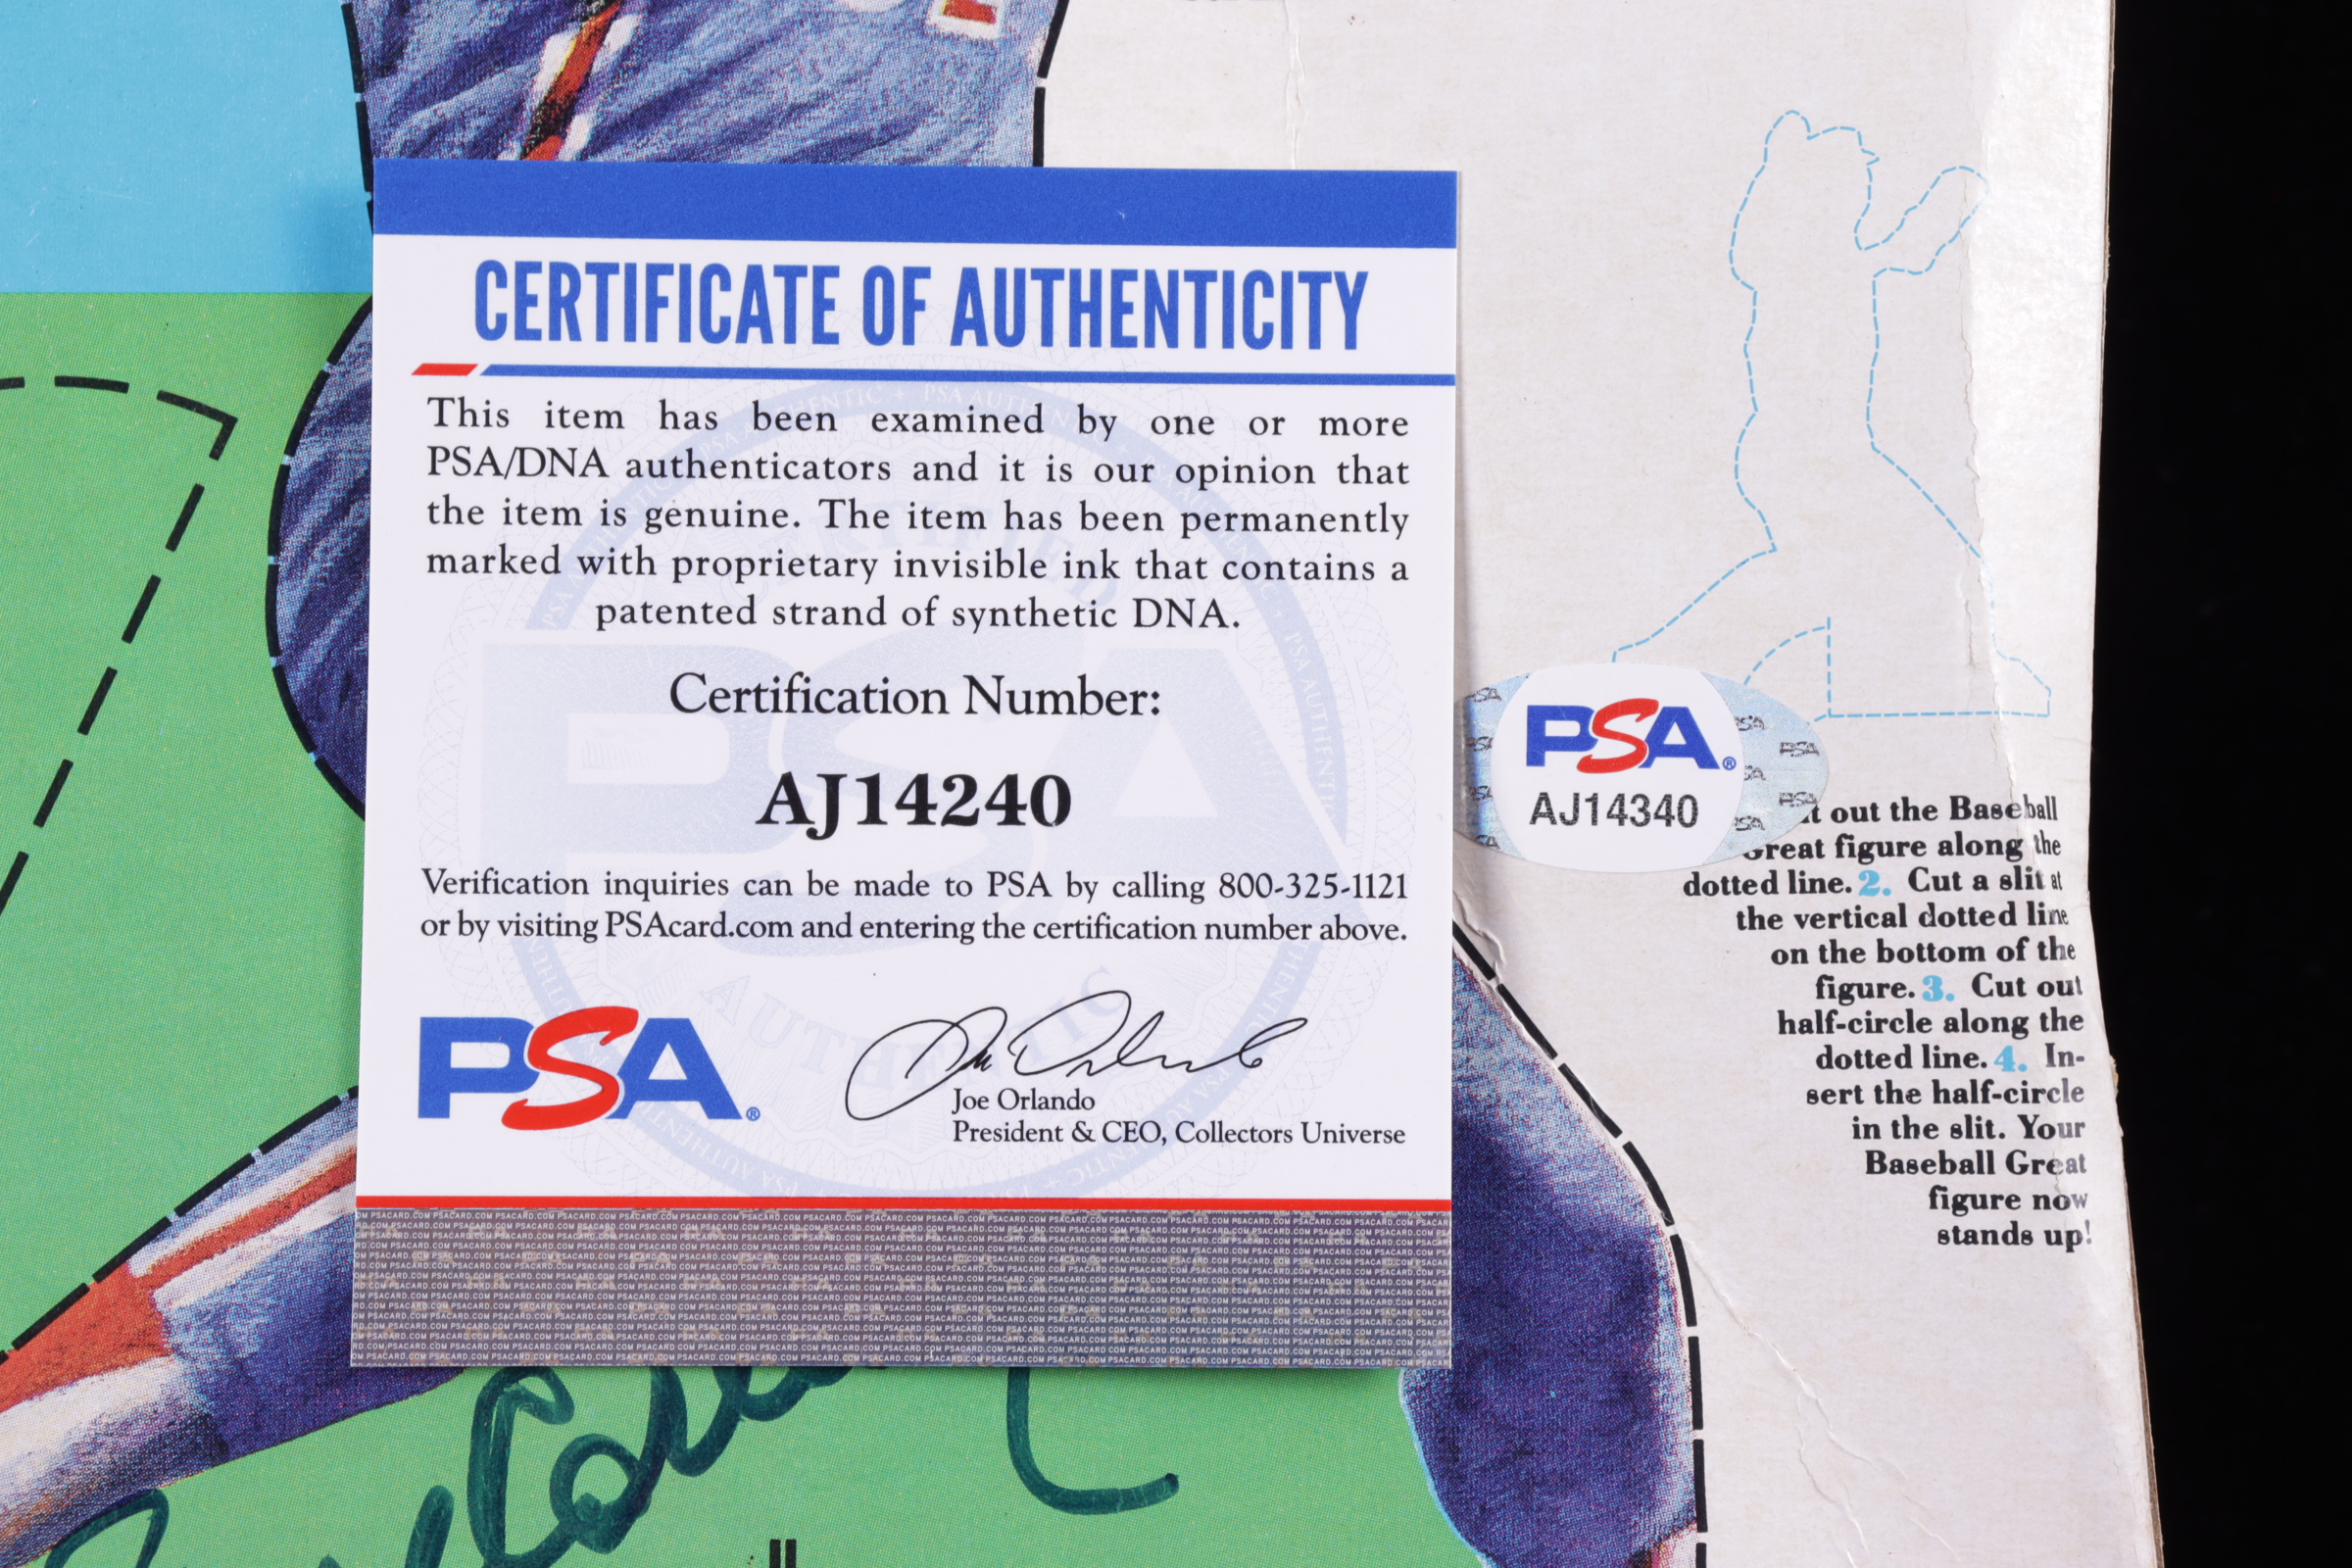 CERTIFICATE OF AUTHENTICITY
This item has been examined by one or more
PSA/DNA authenticators and it is our opinion that
the item is genuine. The item has been permanently
marked with proprietary invisible ink that contains a
patented strand of synthetic DNA.
Certification Number:
AJ14240
Verification inquiries can be made to PSA by calling 800-325-1121
or by visiting PSAcard.com and entering the certification number above.
PSA®
Joe Orlando
President & CEO, Collectors Universe
PSA®
AJ14340
out the Baseball
Great figure along the
dotted line. 2. Cut a slit at
the vertical dotted line
on the bottom of the
figure. 3. Cut out
half-circle along the
dotted line. 4. In-
sert the half-circle
in the slit. Your
Baseball Great
figure now
stands up!